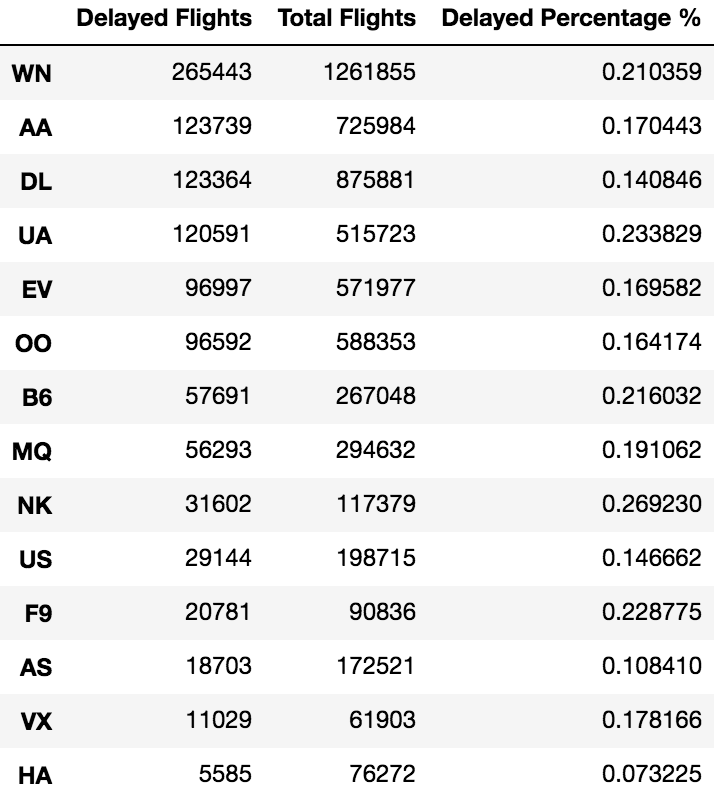 Delayed Flights Total Flights Delayed Percentage %
WN 265443 1261855 0.210359
AA 123739 725984 0.170443
DL 123364 875881 0.140846
UA 120591 515723 0.233829
EV 96997 571977 0.169582
OO 96592 588353 0.164174
B6 57691 267048 0.216032
MQ 56293 294632 0.191062
NK 31602 117379 0.269230
US 29144 198715 0.146662
F9 20781 90836 0.228775
AS 18703 172521 0.108410
VX 11029 61903 0.178166
HA 5585 76272 0.073225